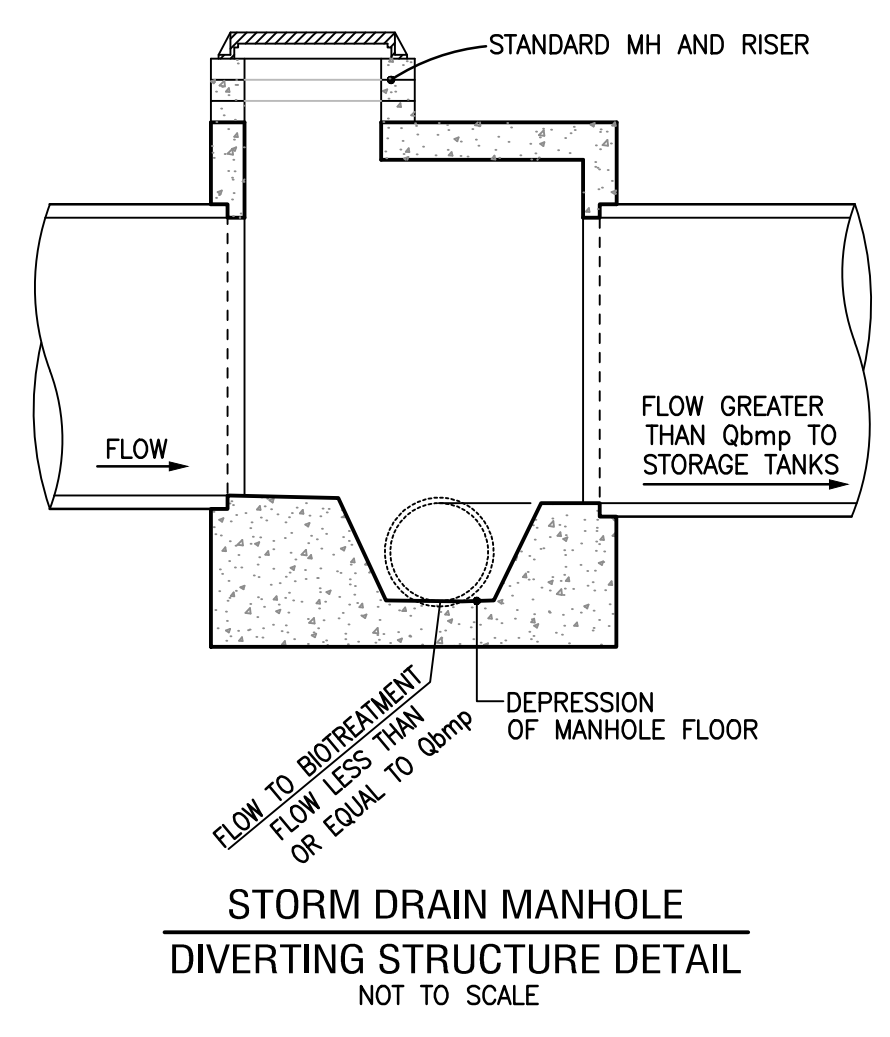 STANDARD MH AND RISER
FLOW
FLOW GREATER
THAN Qbmp TO
STORAGE TANKS
DEPRESSION
OF MANHOLE FLOOR
FLOW TO BIOTREATMENT
FLOW LESS THAN
OR EQUAL TO Qbmp
STORM DRAIN MANHOLE
DIVERTING STRUCTURE DETAIL
NOT TO SCALE